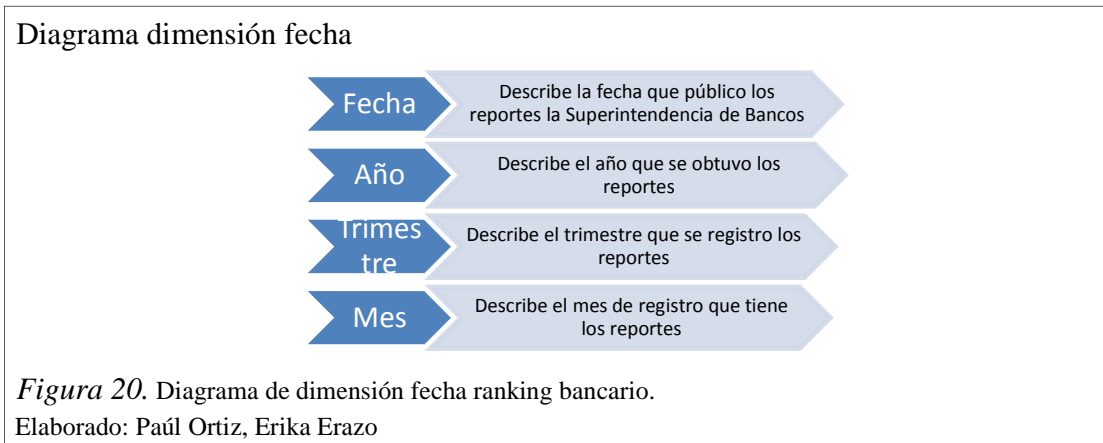 Diagrama dimensión fecha
Fecha
Describe la fecha que público los
reportes la Superintendencia de Bancos
Año
Describe el año que se obtuvo los
reportes
Trimes
tre
Describe el trimestre que se registro los
reportes
Mes
Describe el mes de registro que tiene
los reportes
Figura 20. Diagrama de dimensión fecha ranking bancario.
Elaborado: Paúl Ortiz, Erika Erazo